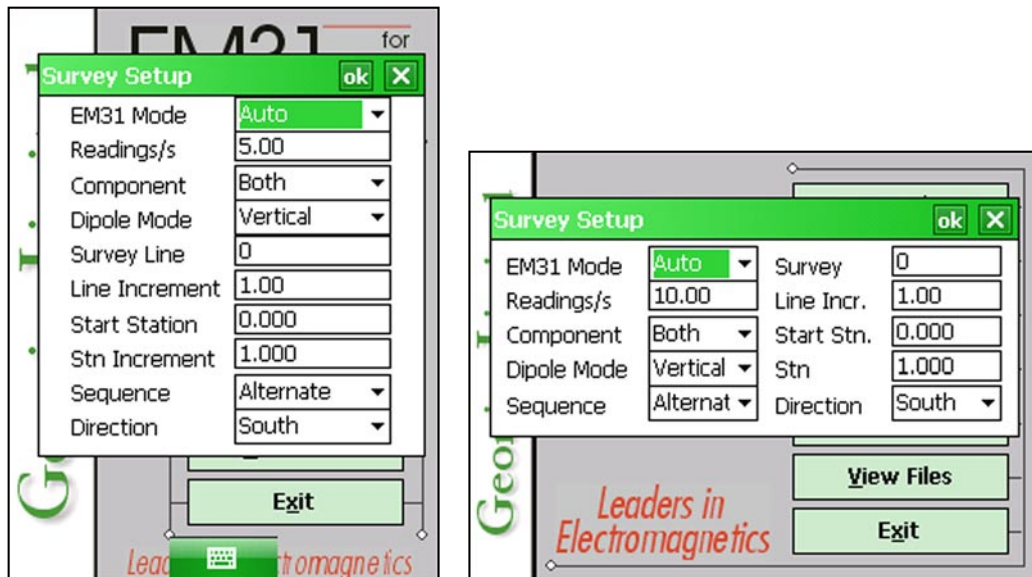 EM31
for
Survey Setup ok
EM31 Mode Auto
Readings/s 5.00
Component Both
Dipole Mode Vertical
Survey Line 0
Line Increment 1.00
Start Station 0.000
Stn Increment 1.000
Sequence Alternate
Direction South
Exit
Survey Setup ok
EM31 Mode Auto Survey 0
Readings/s 10.00 Line Incr. 1.00
Component Both Start Stn. 0.000
Dipole Mode Vertical Stn 1.000
Sequence Alternat Direction South
View Files
Leaders in
Electromagnetics
Exit